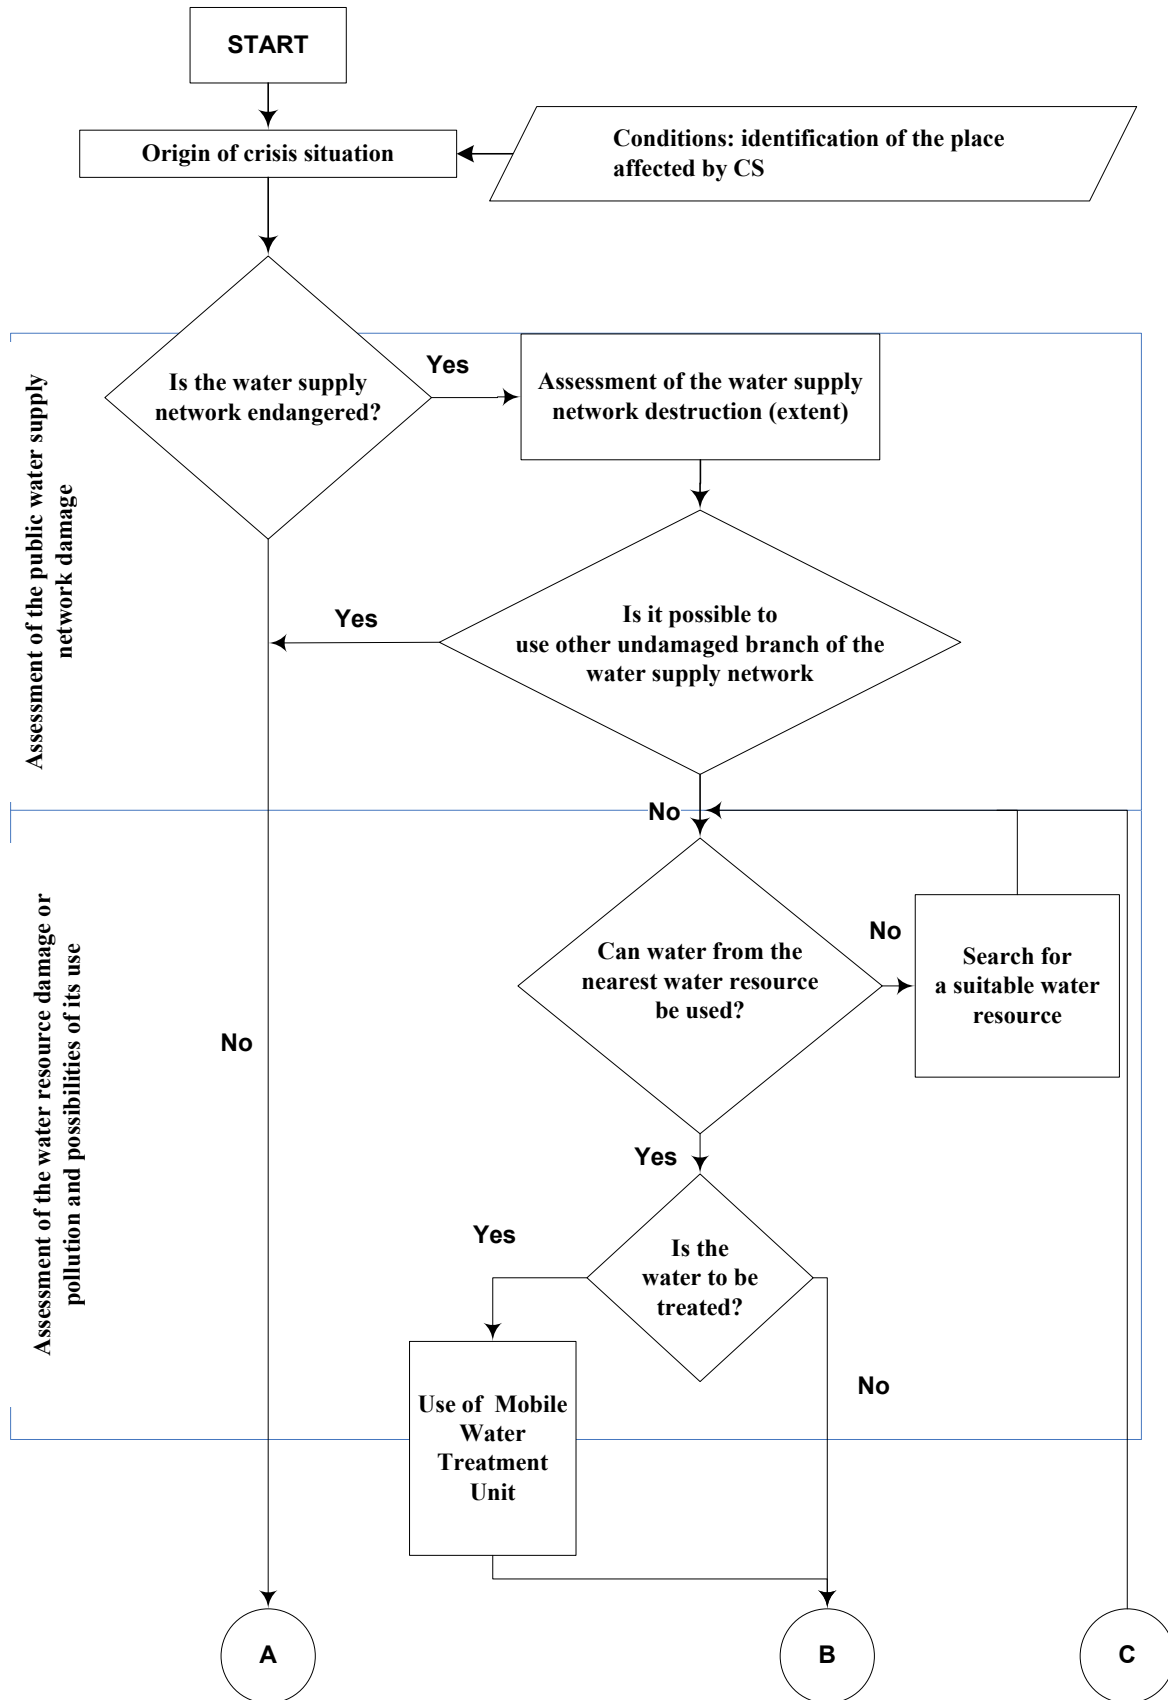 START
Origin of crisis situation
Conditions: identification of the place
affected by CS
Assessment of the public water supply
network damage
Is the water supply
network endangered?
Yes
Assessment of the water supply
network destruction (extent)
Yes
Is it possible to
use other undamaged branch of the
water supply network
No
Assessment of the water resource damage or
pollution and possibilities of its use
Can water from the
nearest water resource
be used?
No
Search for
a suitable water
resource
No
Yes
Yes
Is the
water to be
treated?
No
Use of Mobile
Water
Treatment
Unit
A
B
C